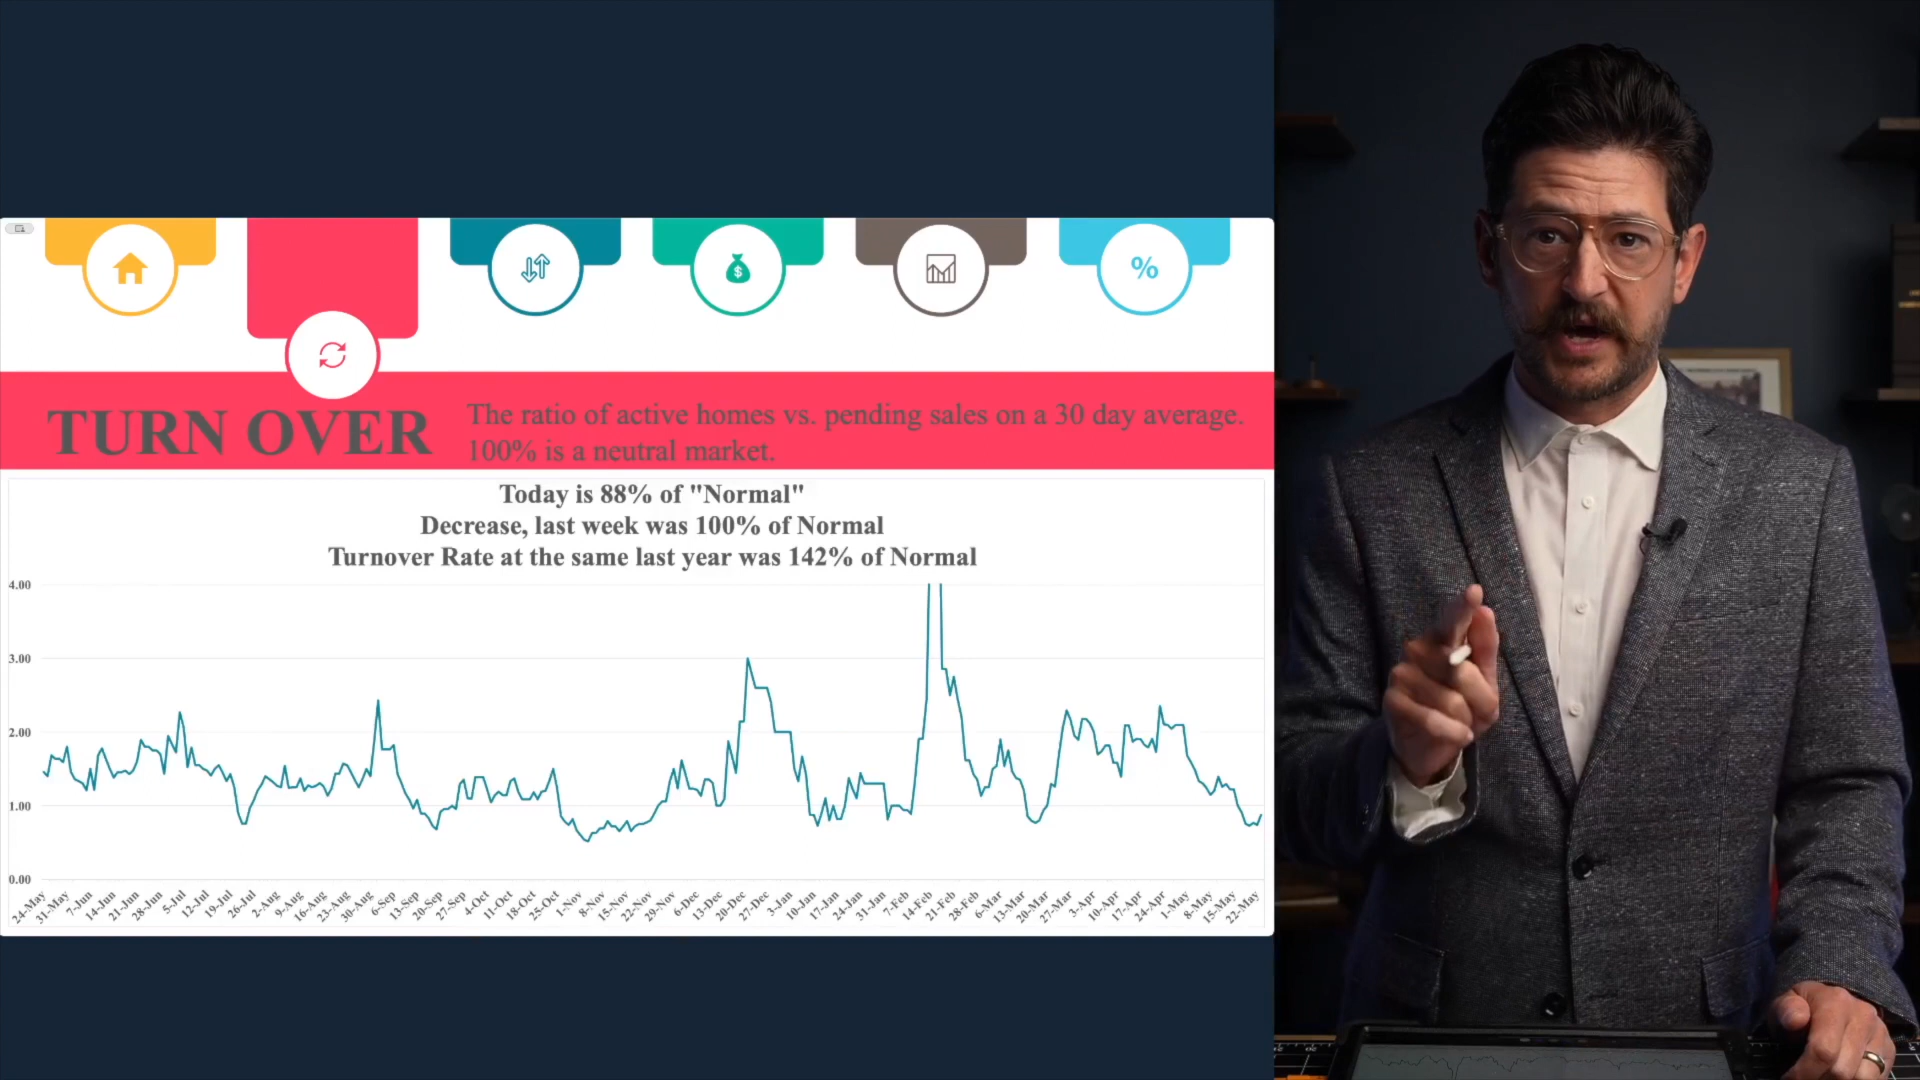 %
TURN OVER
The ratio of active homes vs. pending sales on a 30 day average.
100% is a neutral market.
Today is 88% of "Normal"
Decrease, last week was 100% of Normal
Turnover Rate at the same last year was 142% of Normal
4.00
3.00
2.00
1.00
0.00
24-May 31-May 7-Jun 14-Jun 21-Jun 28-Jun 5-Jul 12-Jul 19-Jul 26-Jul 2-Aug 9-Aug 16-Aug 23-Aug 30-Aug 6-Sep 13-Sep 20-Sep 27-Sep 4-Oct 11-Oct 18-Oct 25-Oct 1-Nov 8-Nov 15-Nov 22-Nov 29-Nov 6-Dec 13-Dec 20-Dec 27-Dec 3-Jan 10-Jan 17-Jan 24-Jan 31-Jan 7-Feb 14-Feb 21-Feb 28-Feb 6-Mar 13-Mar 20-Mar 27-Mar 3-Apr 10-Apr 17-Apr 24-Apr 1-May 8-May 15-May 22-May